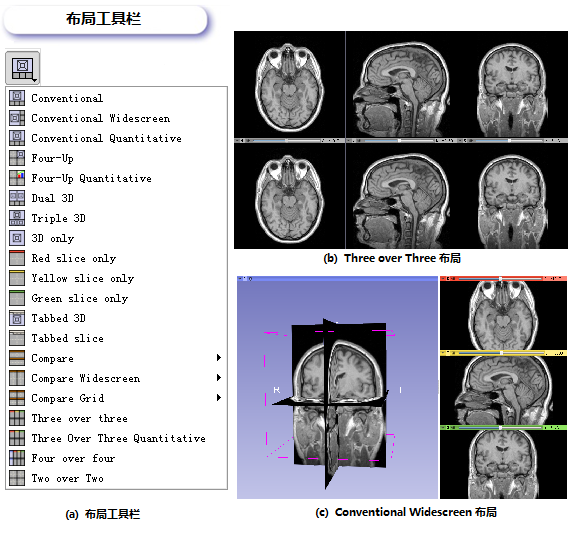 布局工具栏
Conventional
Conventional Widescreen
Conventional Quantitative
Four-Up
Four-Up Quantitative
Dual 3D
Triple 3D
3D only
Red slice only
Yellow slice only
Green slice only
Tabbed 3D
Tabbed slice
Compare
Compare Widescreen
Compare Grid
Three over three
Three Over Three Quantitative
Four over four
Two over Two
(a) 布局工具栏
(b) Three over Three 布局
R
(c) Conventional Widescreen 布局